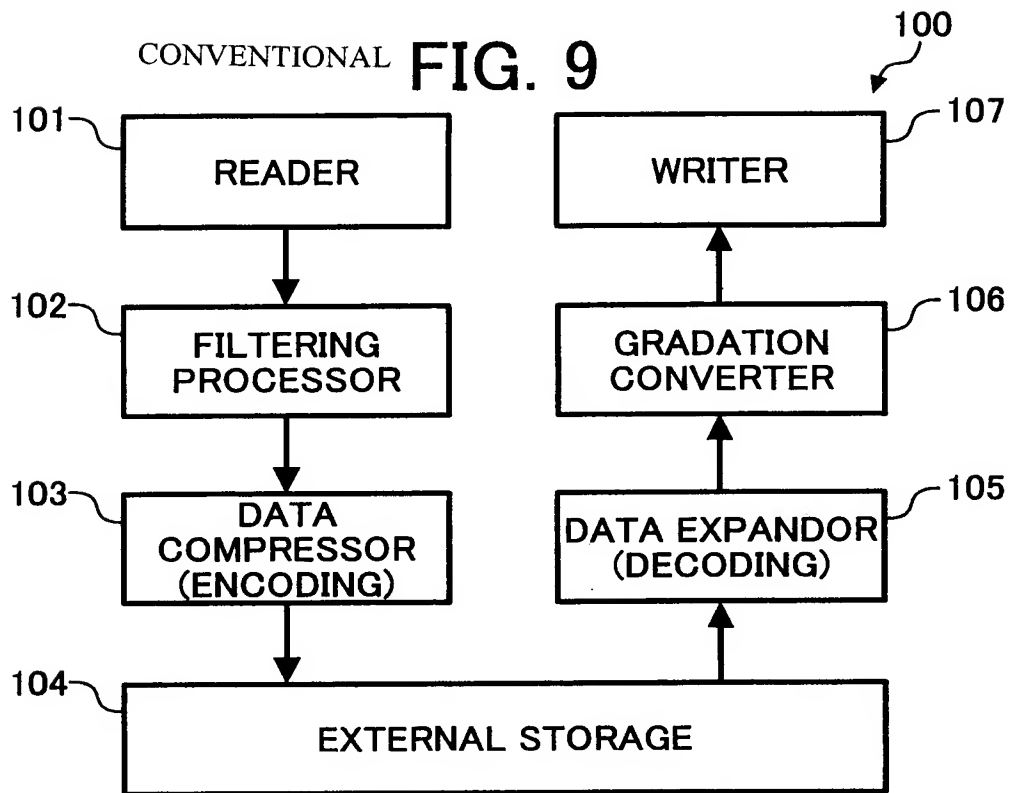 CONVENTIONAL FIG. 9
100
101
READER
107
WRITER
102
FILTERING
PROCESSOR
106
GRADATION
CONVERTER
103
DATA
COMPRESSOR
(ENCODING)
105
DATA EXPANDOR
(DECODING)
104
EXTERNAL STORAGE